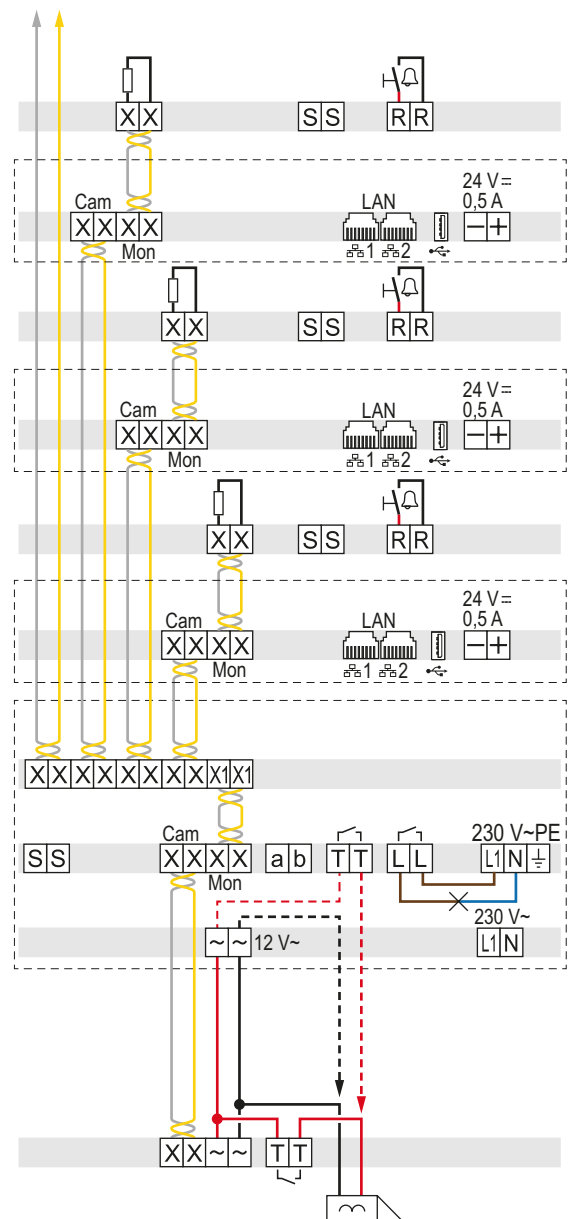 X X S S R R
24 V⎓
Cam LAN 0,5 A
X X X X − +
Mon 1 2
X X S S R R
24 V⎓
Cam LAN 0,5 A
X X X X − +
Mon 1 2
X X S S R R
24 V⎓
Cam LAN 0,5 A
X X X X − +
Mon 1 2
X X X X X X X X X1 X1
Cam 230 V~PE
S S X X X X a b T T L L L1 N
Mon
230 V~
~ ~ 12 V~ L1 N
X X ~ ~ T T